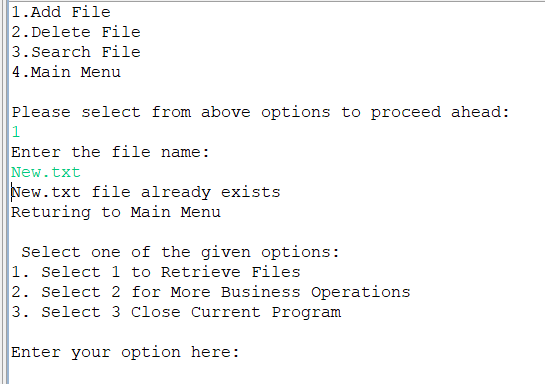 1.Add File
2.Delete File
3.Search File
4.Main Menu
Please select from above options to proceed ahead:
1
Enter the file name:
New.txt
New.txt file already exists
Returing to Main Menu
Select one of the given options:
1. Select 1 to Retrieve Files
2. Select 2 for More Business Operations
3. Select 3 Close Current Program
Enter your option here: